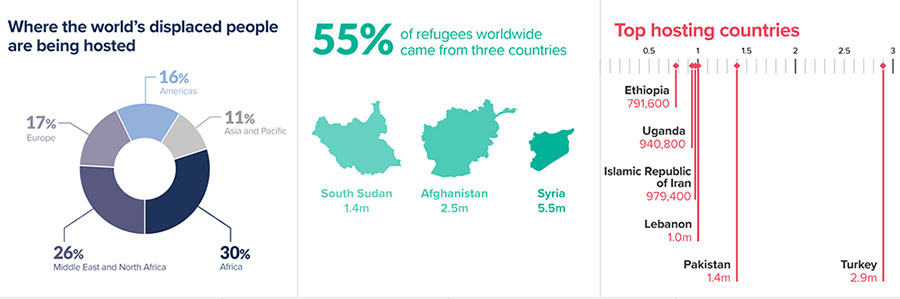 Where the world's displaced people
are being hosted
16%
Americas
11%
Asia and Pacific
17%
Europe
26%
Middle East and North Africa
30%
Africa
55% of refugees worldwide
came from three countries
South Sudan
1.4m
Afghanistan
2.5m
Syria
5.5m
Top hosting countries
0.5 1 1.5 2 2.5 3
Ethiopia
791,600
Uganda
940,800
Islamic Republic
of Iran
979,400
Lebanon
1.0m
Pakistan
1.4m
Turkey
2.9m